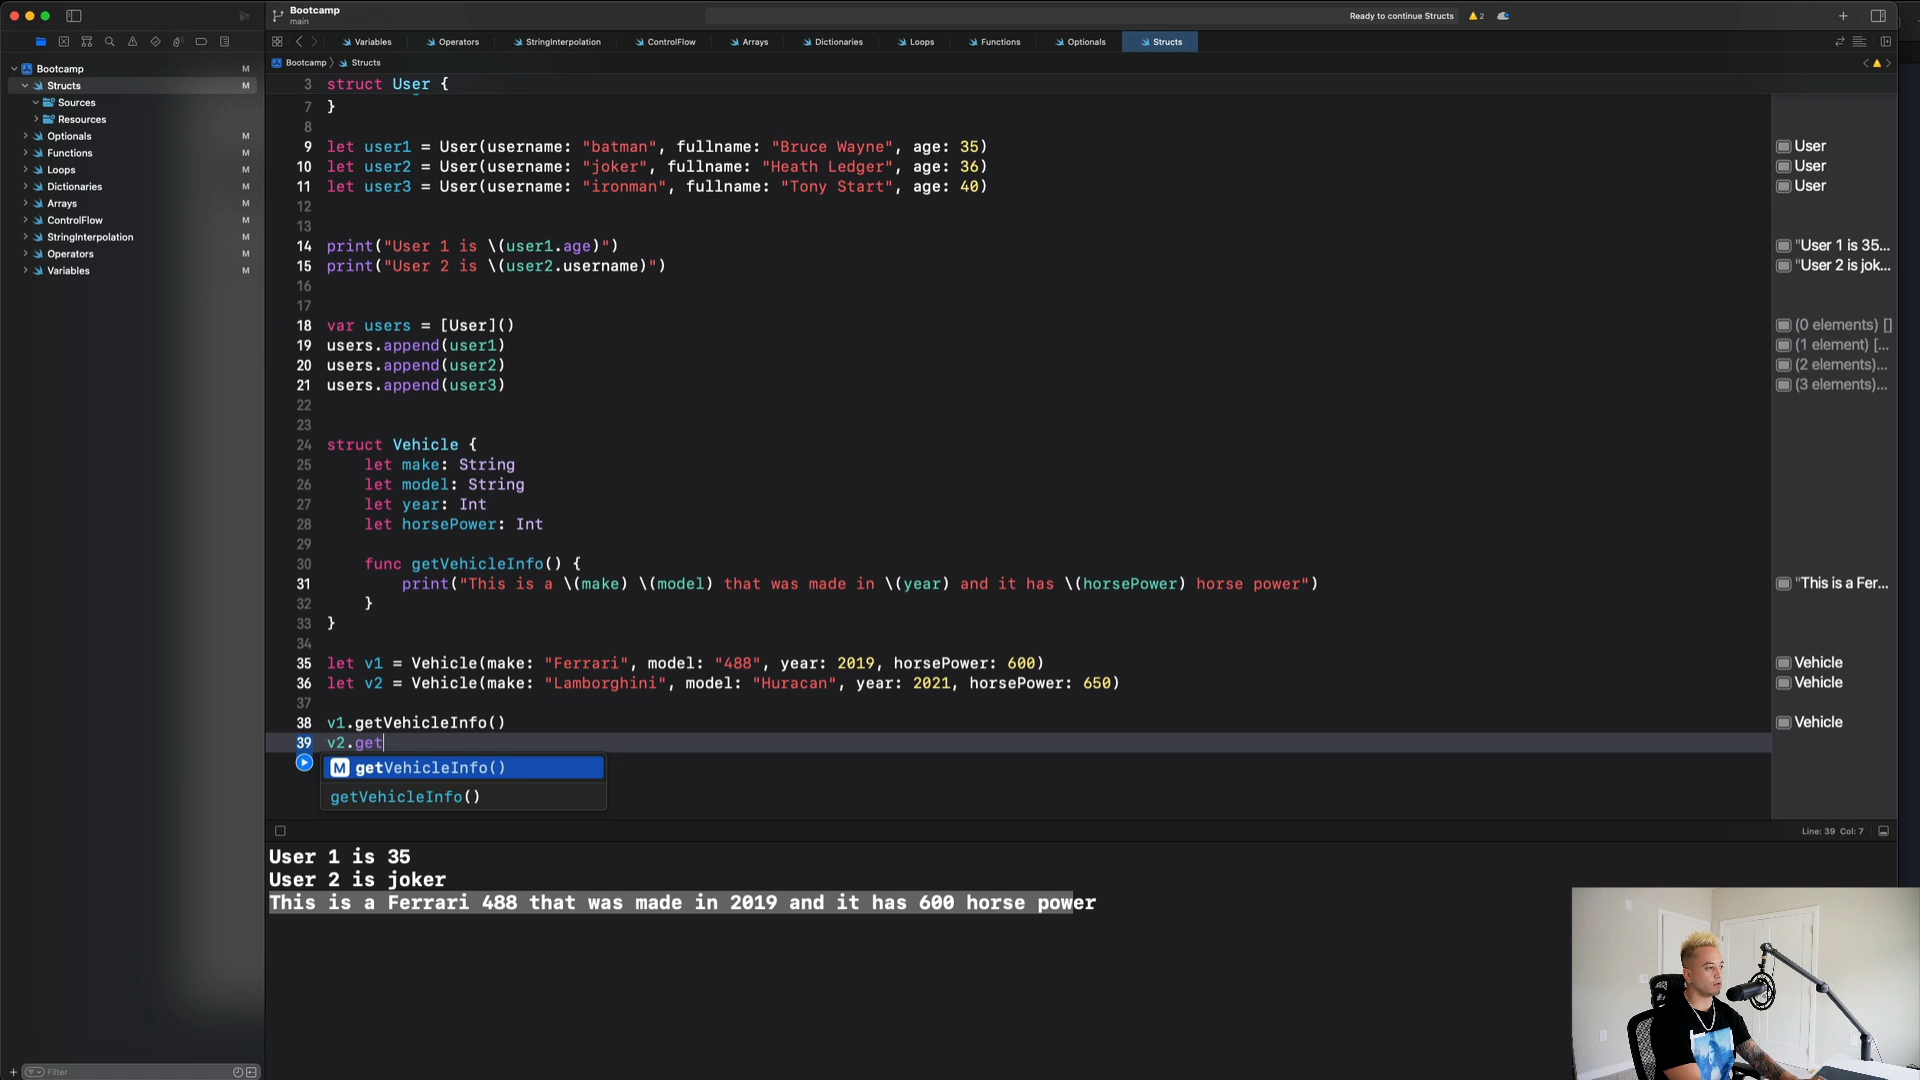 Bootcamp
main
Ready to continue Structs
2
Variables
Operators
StringInterpolation
ControlFlow
Arrays
Dictionaries
Loops
Functions
Optionals
Structs
Bootcamp
Structs
Bootcamp M
Structs M
Sources
Resources
Optionals M
Functions M
Loops M
Dictionaries M
Arrays M
ControlFlow M
StringInterpolation M
Operators M
Variables M
Filter
3 struct User {
7 }
8
9 let user1 = User(username: "batman", fullname: "Bruce Wayne", age: 35)
10 let user2 = User(username: "joker", fullname: "Heath Ledger", age: 36)
11 let user3 = User(username: "ironman", fullname: "Tony Start", age: 40)
12
13
14 print("User 1 is \(user1.age)")
15 print("User 2 is \(user2.username)")
16
17
18 var users = [User]()
19 users.append(user1)
20 users.append(user2)
21 users.append(user3)
22
23
24 struct Vehicle {
25 let make: String
26 let model: String
27 let year: Int
28 let horsePower: Int
29
30 func getVehicleInfo() {
31 print("This is a \(make) \(model) that was made in \(year) and it has \(horsePower) horse power")
32 }
33 }
34
35 let v1 = Vehicle(make: "Ferrari", model: "488", year: 2019, horsePower: 600)
36 let v2 = Vehicle(make: "Lamborghini", model: "Huracan", year: 2021, horsePower: 650)
37
38 v1.getVehicleInfo()
39 v2.get
M getVehicleInfo()
getVehicleInfo()
User
User
User
"User 1 is 35...
"User 2 is jok...
(0 elements) []
(1 element) [...
(2 elements)...
(3 elements)...
"This is a Fer...
Vehicle
Vehicle
Vehicle
Line: 39 Col: 7
User 1 is 35
User 2 is joker
This is a Ferrari 488 that was made in 2019 and it has 600 horse power